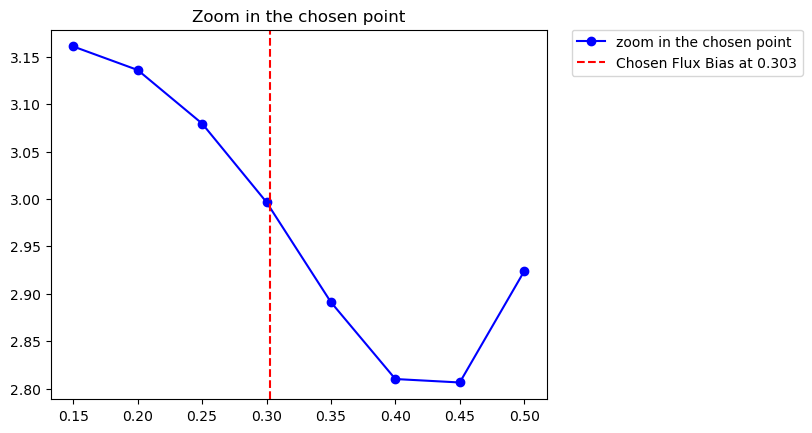 Zoom in the chosen point
zoom in the chosen point
Chosen Flux Bias at 0.303
3.15
3.10
3.05
3.00
2.95
2.90
2.85
2.80
0.15 0.20 0.25 0.30 0.35 0.40 0.45 0.50